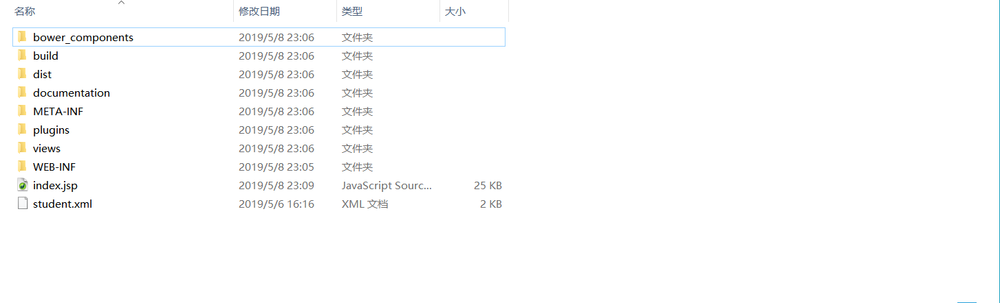 名称 修改日期 类型 大小
bower_components 2019/5/8 23:06 文件夹
build 2019/5/8 23:06 文件夹
dist 2019/5/8 23:06 文件夹
documentation 2019/5/8 23:06 文件夹
META-INF 2019/5/8 23:06 文件夹
plugins 2019/5/8 23:06 文件夹
views 2019/5/8 23:06 文件夹
WEB-INF 2019/5/8 23:05 文件夹
index.jsp 2019/5/8 23:09 JavaScript Sourc... 25 KB
student.xml 2019/5/6 16:16 XML 文档 2 KB